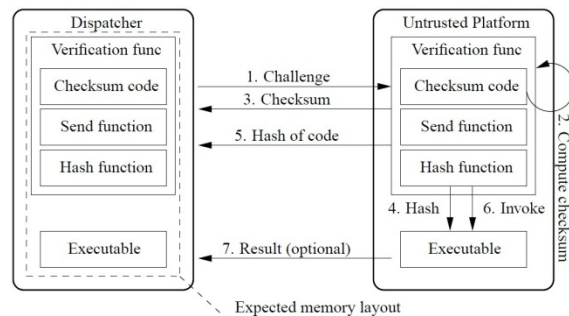 Dispatcher
Verification func
Checksum code
Send function
Hash function
Executable
1. Challenge
3. Checksum
5. Hash of code
7. Result (optional)
Untrusted Platform
Verification func
Checksum code
Send function
Hash function
4. Hash
6. Invoke
Executable
2. Compute checksum
Expected memory layout